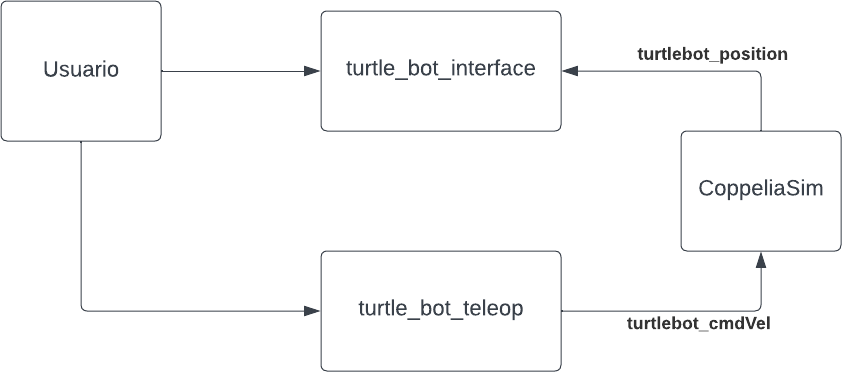 turtlebot_position
Usuario
turtle_bot_interface
CoppeliaSim
turtle_bot_teleop
turtlebot_cmdVel